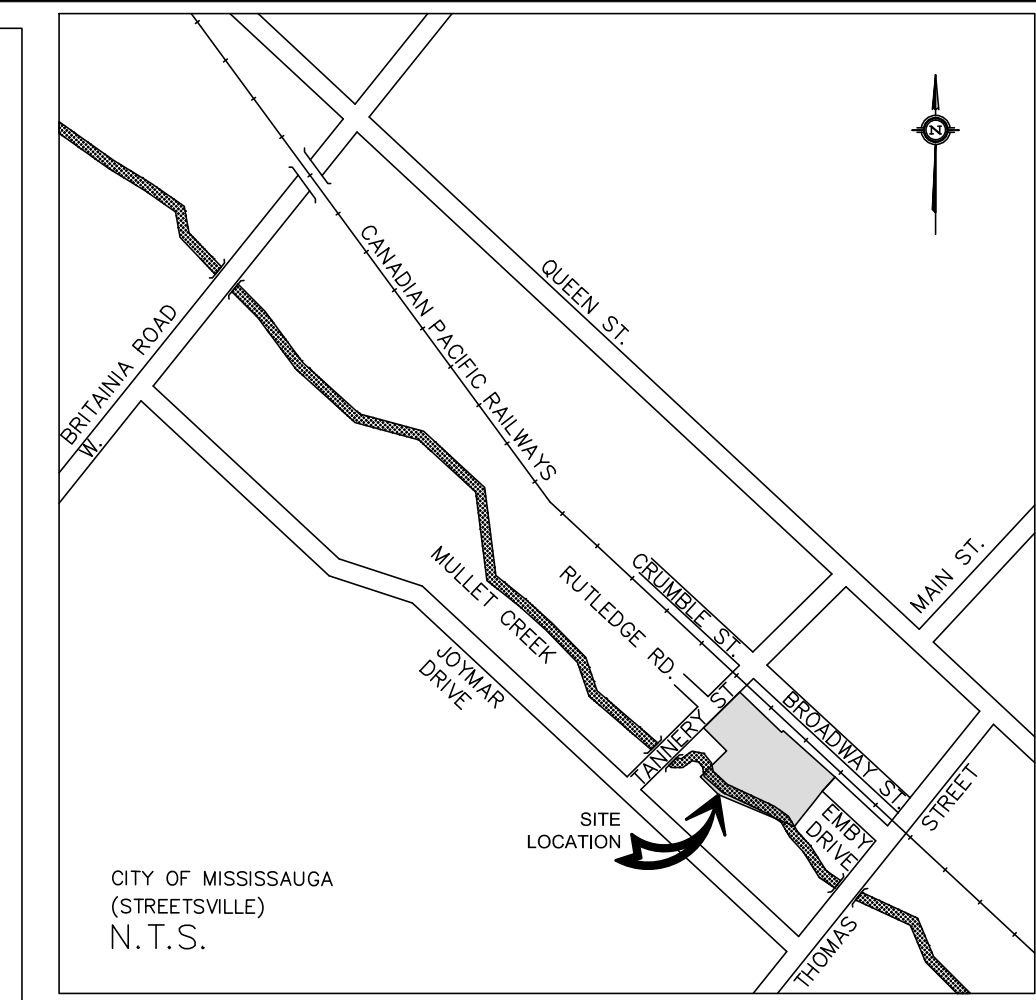 N
QUEEN ST.
CANADIAN PACIFIC RAILWAYS
BRITAINIA ROAD
W.
MAIN ST.
CRUMBLE ST.
RUTLEDGE RD.
MULLET CREEK
JOYMAR
DRIVE
TANNERY ST.
BROADWAY ST.
STREET
EMBY
DRIVE
SITE
LOCATION
THOMAS
CITY OF MISSISSAUGA
(STREETSVILLE)
N.T.S.